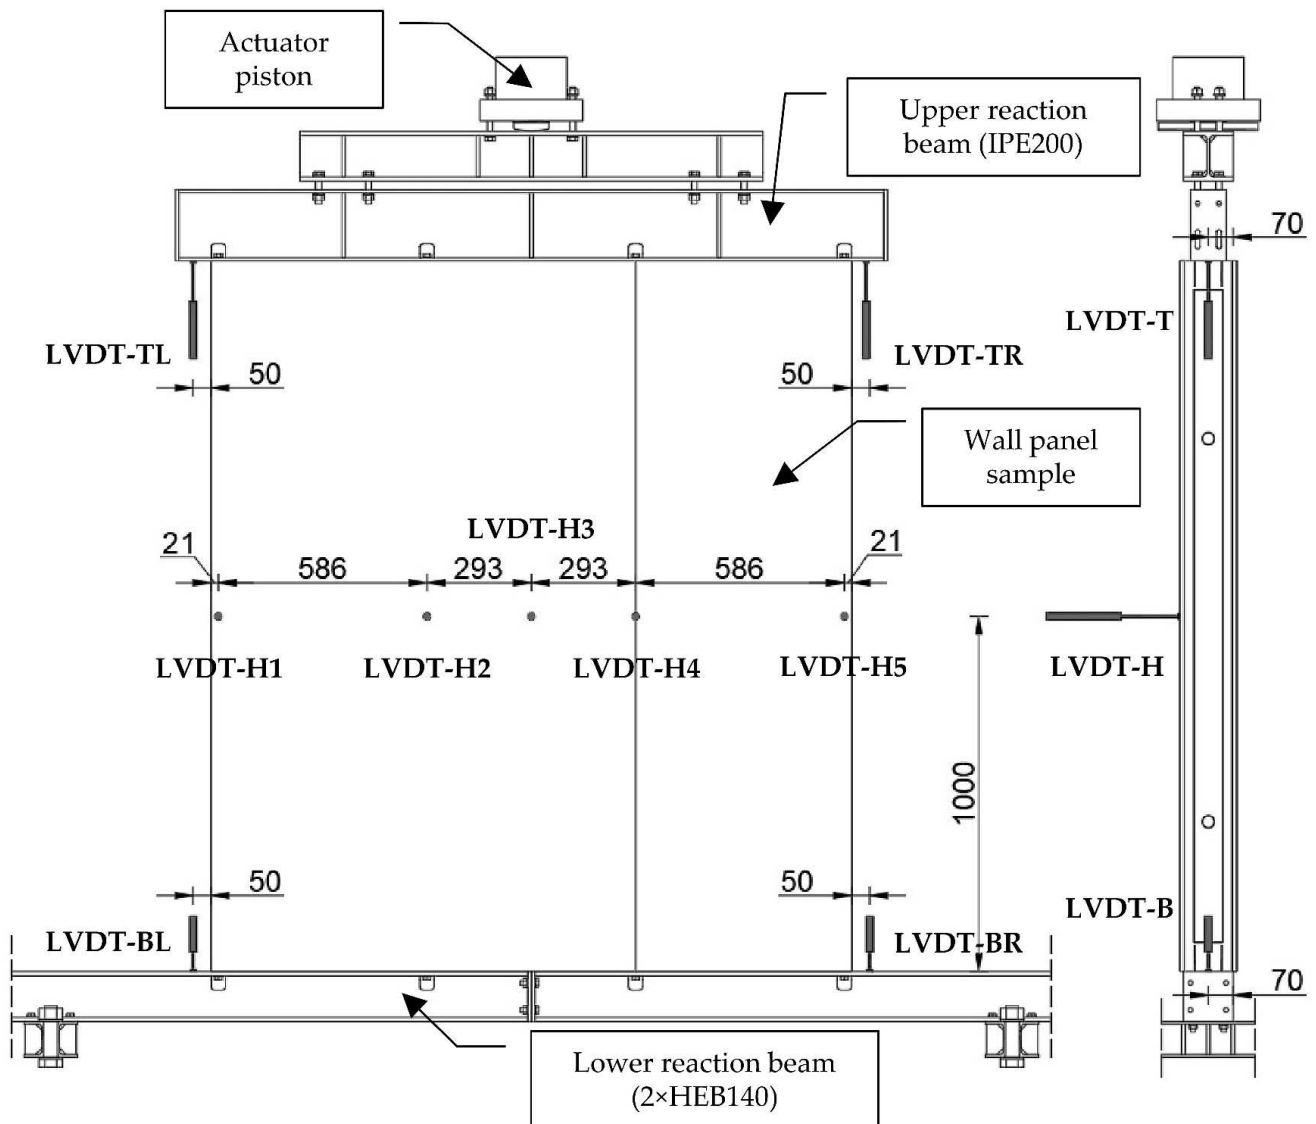 Actuator
piston
Upper reaction
beam (IPE200)
70
LVDT-TL
LVDT-TR
LVDT-T
50
50
Wall panel
sample
LVDT-H3
21
586
293
293
586
21
LVDT-H1
LVDT-H2
LVDT-H4
LVDT-H5
LVDT-H
1000
50
50
LVDT-BL
LVDT-BR
LVDT-B
70
Lower reaction beam
(2×HEB140)